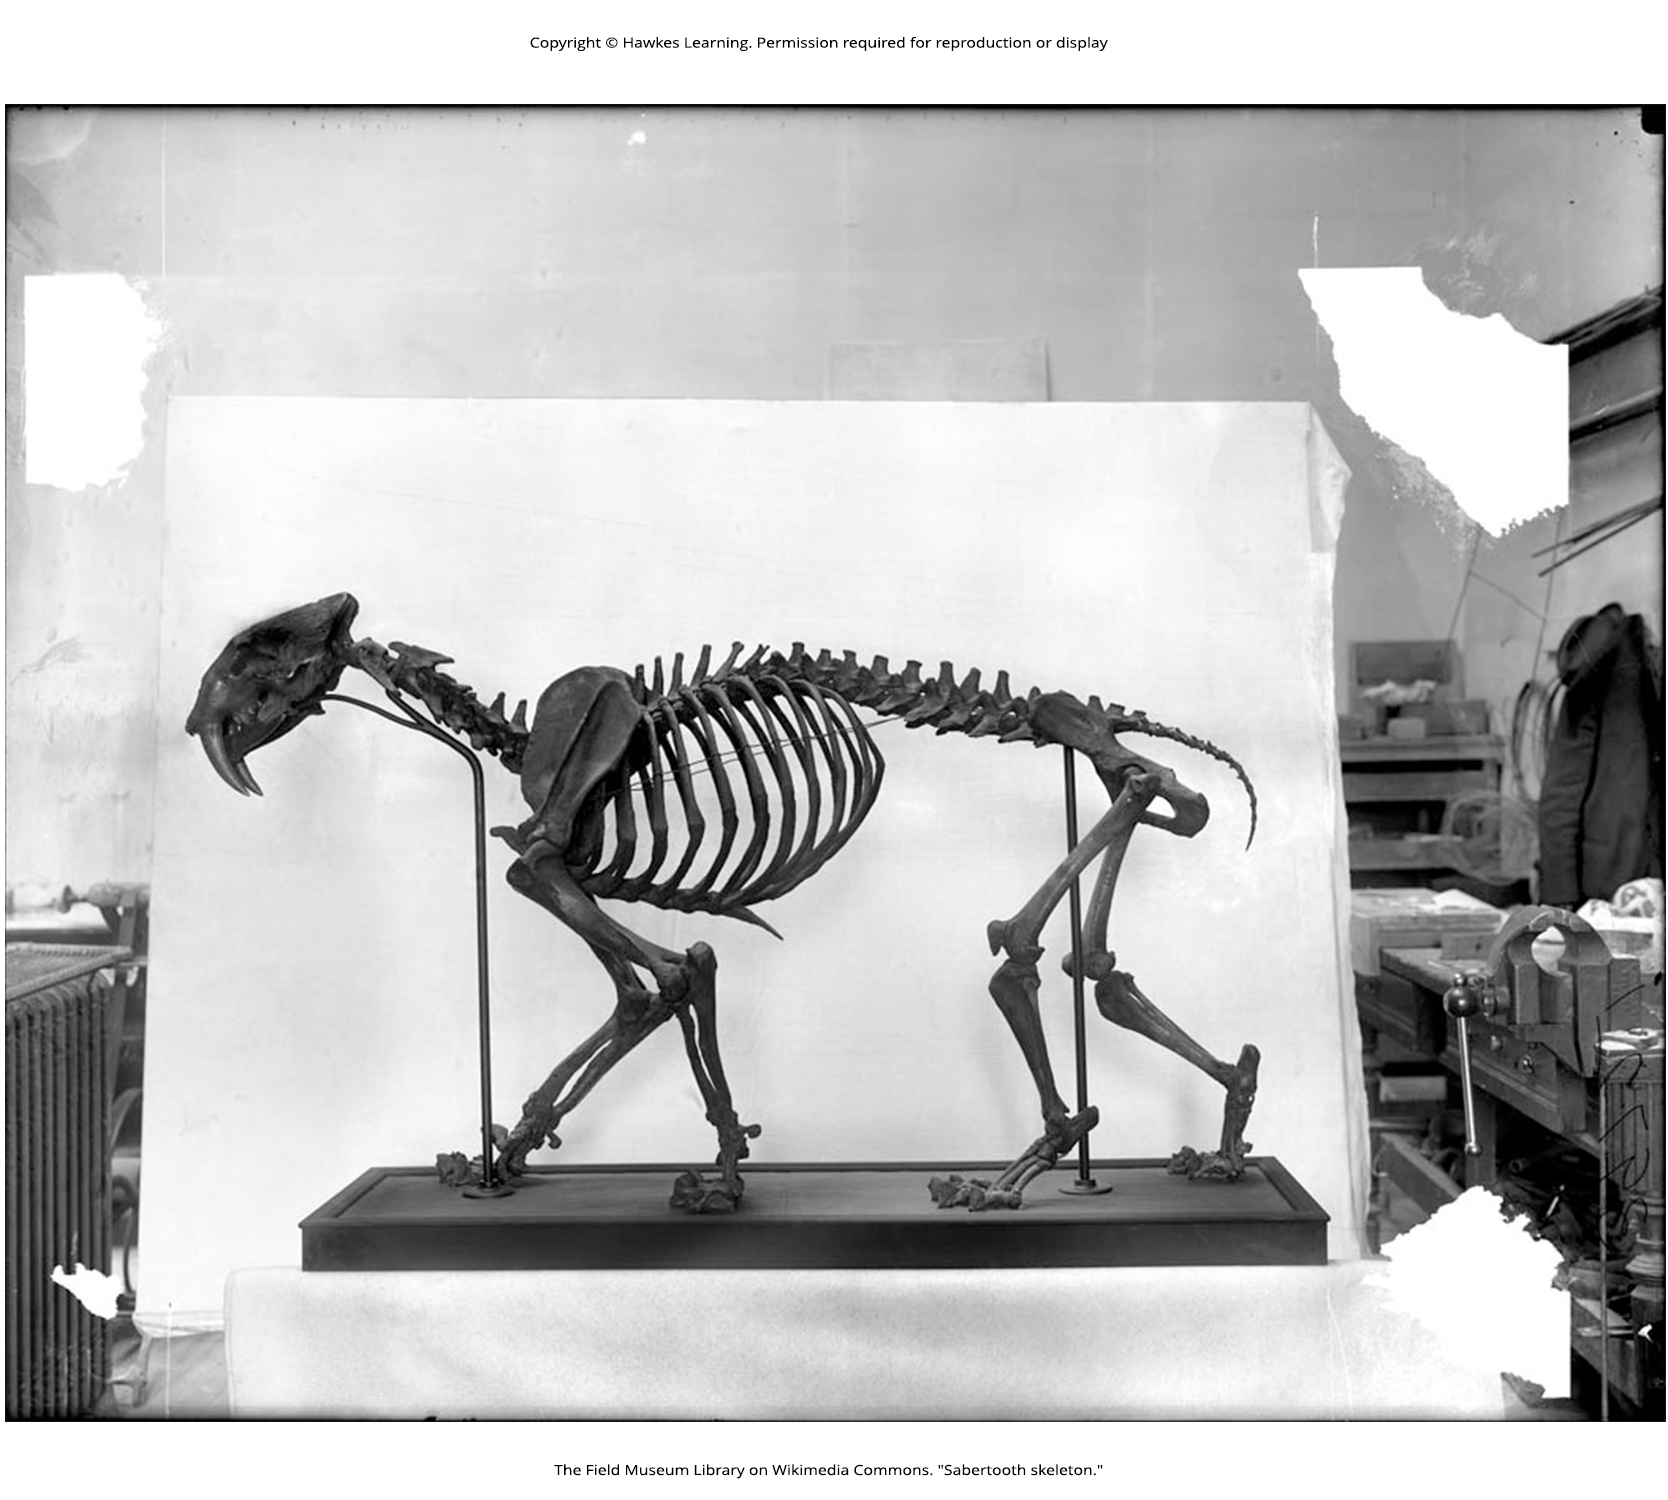 Copyright © Hawkes Learning. Permission required for reproduction or display
The Field Museum Library on Wikimedia Commons. "Sabertooth skeleton."